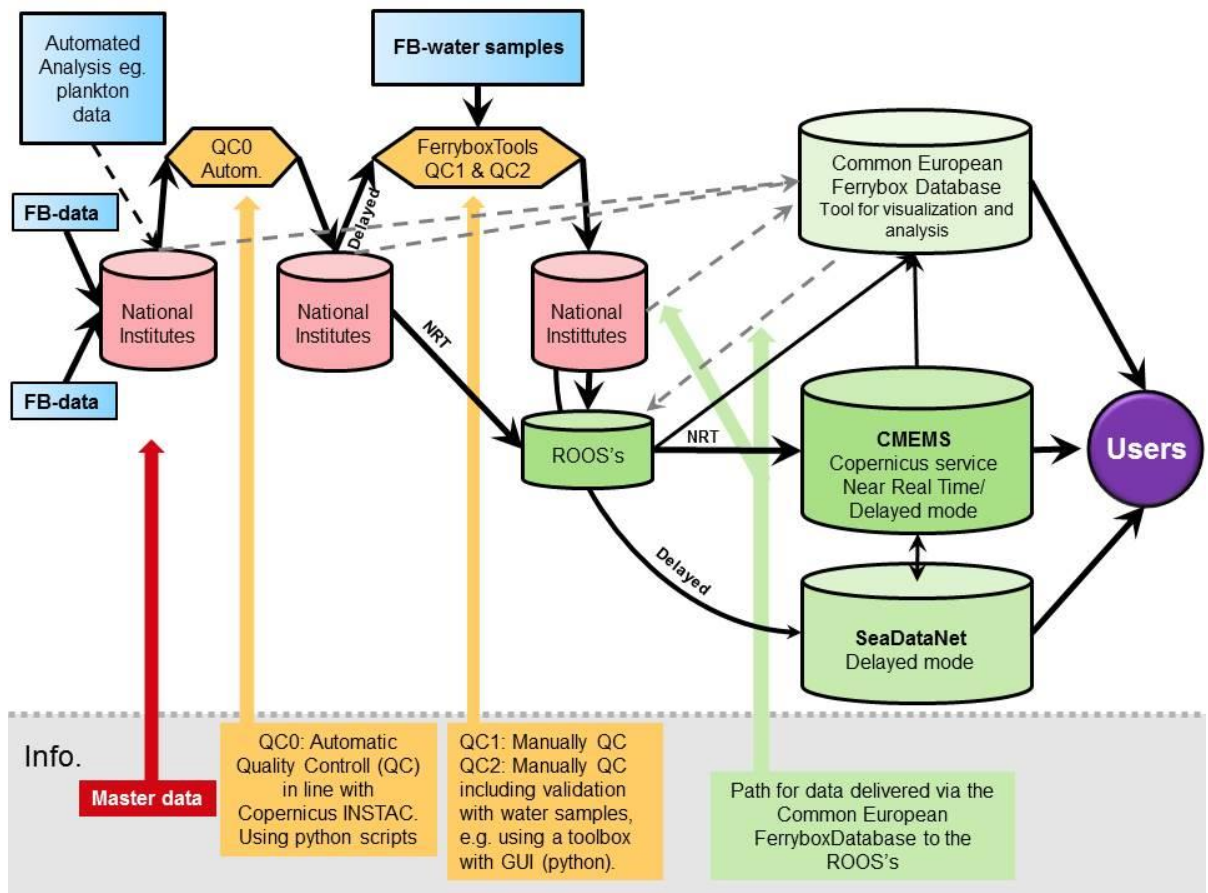 Automated
Analysis eg.
plankton
data
FB-water samples
QC0
Autom.
FerryboxTools
QC1 & QC2
Common European
Ferrybox Database
Tool for visualization and
analysis
FB-data
FB-data
Delayed
National
Institutes
National
Institutes
National
Instittutes
NRT
ROOS's
NRT
CMEMS
Copernicus service
Near Real Time/
Delayed mode
Users
Delayed
SeaDataNet
Delayed mode
Info.
Master data
QC0: Automatic
Quality Controll (QC)
in line with
Copernicus INSTAC.
Using python scripts
QC1: Manually QC
QC2: Manually QC
including validation
with water samples,
e.g. using a toolbox
with GUI (python).
Path for data delivered via the
Common European
FerryboxDatabase to the
ROOS's